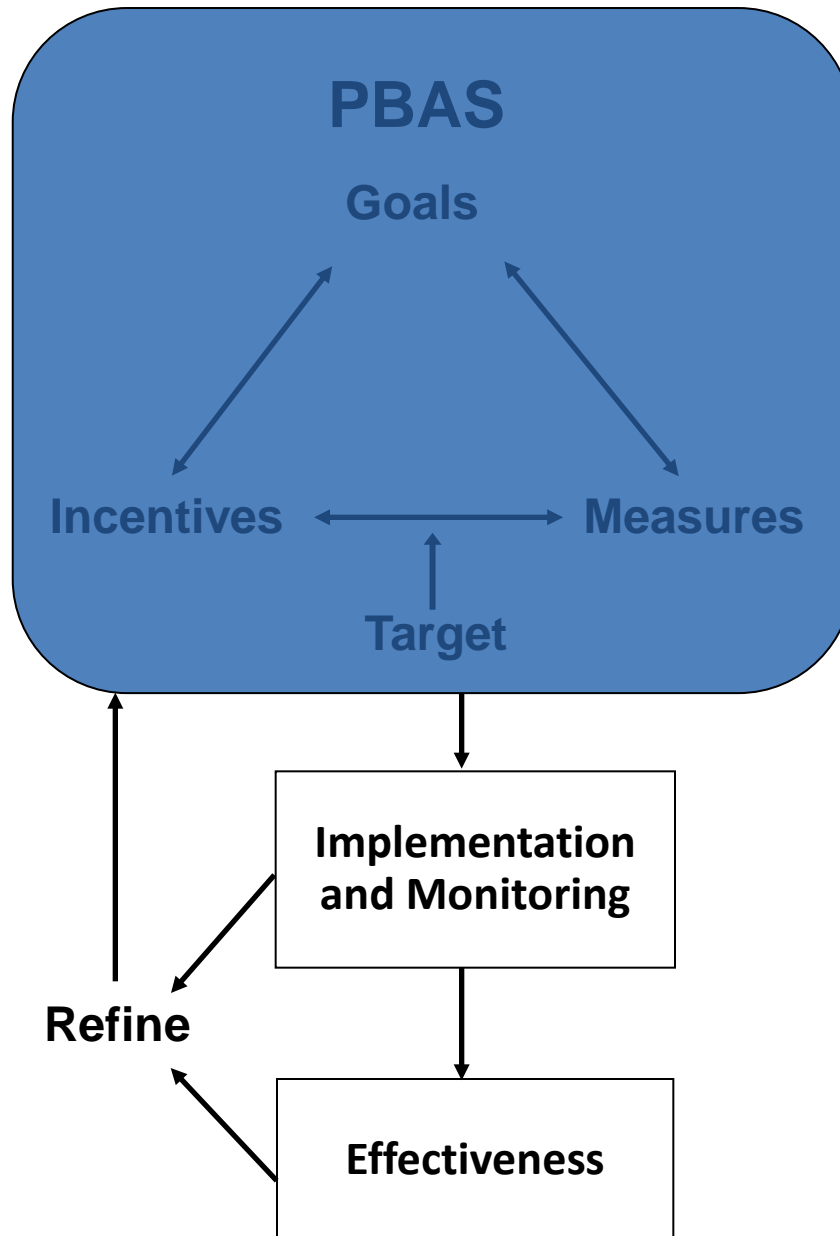 PBAS
Goals
Incentives
Measures
Target
Implementation
and Monitoring
Refine
Effectiveness